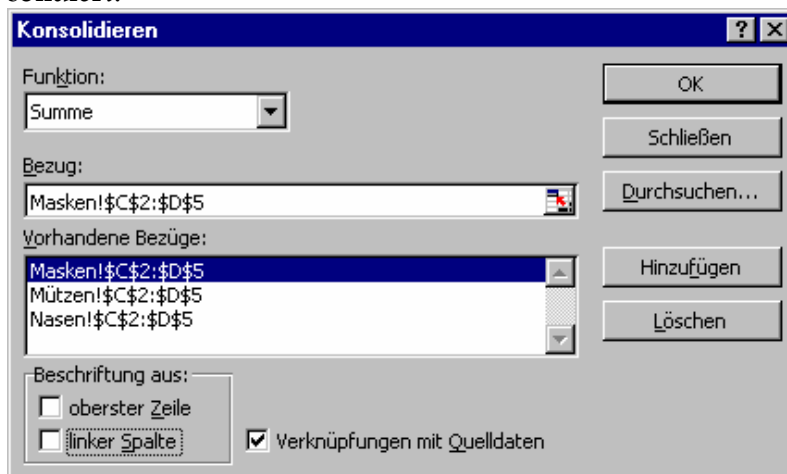 Konsolidieren
Funktion:
Summe
Bezug:
Masken!$C$2:$D$5
Vorhandene Bezüge:
Masken!$C$2:$D$5
Mützen!$C$2:$D$5
Nasen!$C$2:$D$5
Beschriftung aus:
oberster Zeile
linker Spalte
Verknüpfungen mit Quelldaten
OK
Schließen
Durchsuchen...
Hinzufügen
Löschen